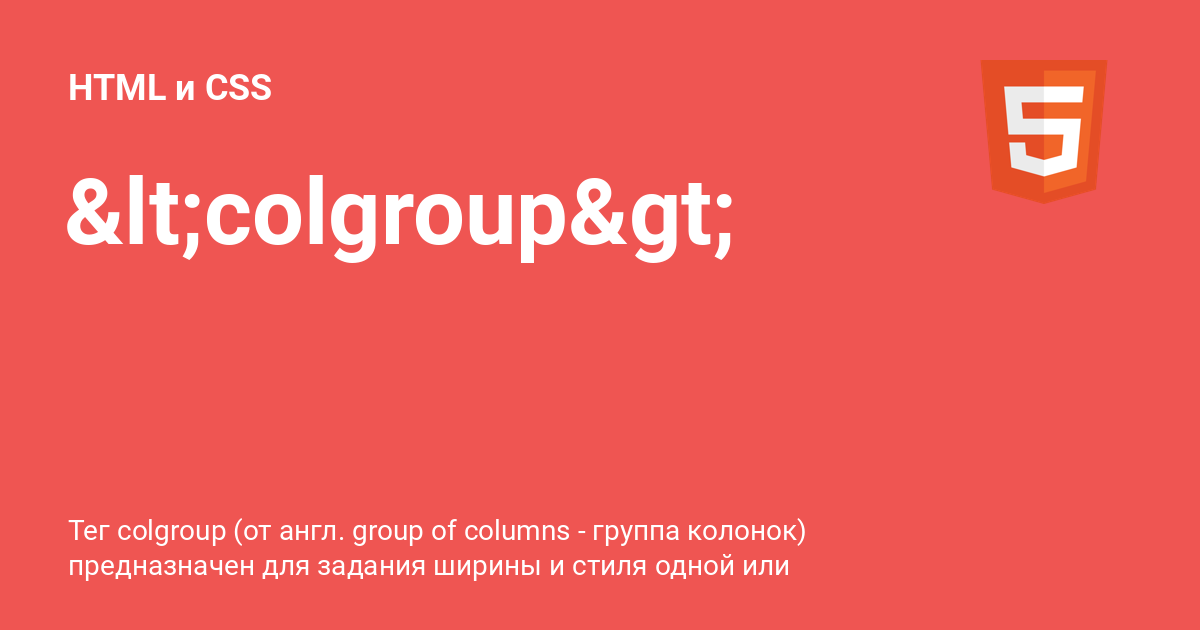 HTML и CSS
&lt;colgroup&gt;
Тег colgroup (от англ. group of columns - группа колонок)
предназначен для задания ширины и стиля одной или